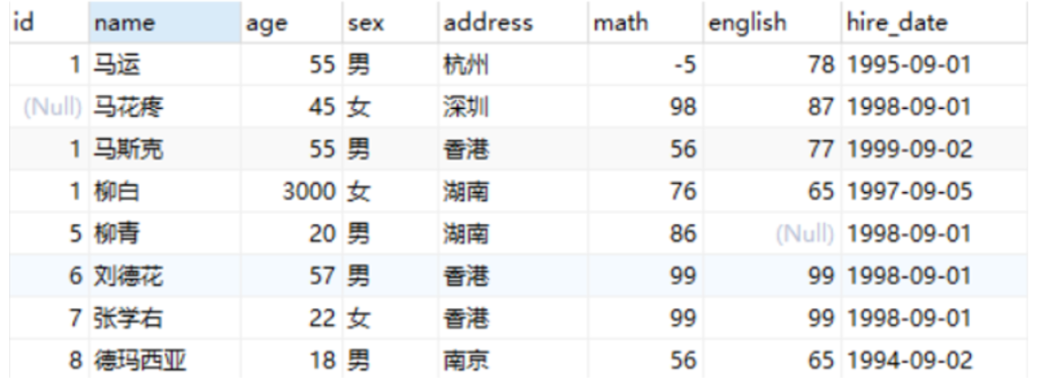 id name age sex address math english hire_date
1 马运 55 男 杭州 -5 78 1995-09-01
(Null) 马花疼 45 女 深圳 98 87 1998-09-01
1 马斯克 55 男 香港 56 77 1999-09-02
1 柳白 3000 女 湖南 76 65 1997-09-05
5 柳青 20 男 湖南 86 (Null) 1998-09-01
6 刘德花 57 男 香港 99 99 1998-09-01
7 张学右 22 女 香港 99 99 1998-09-01
8 德玛西亚 18 男 南京 56 65 1994-09-02